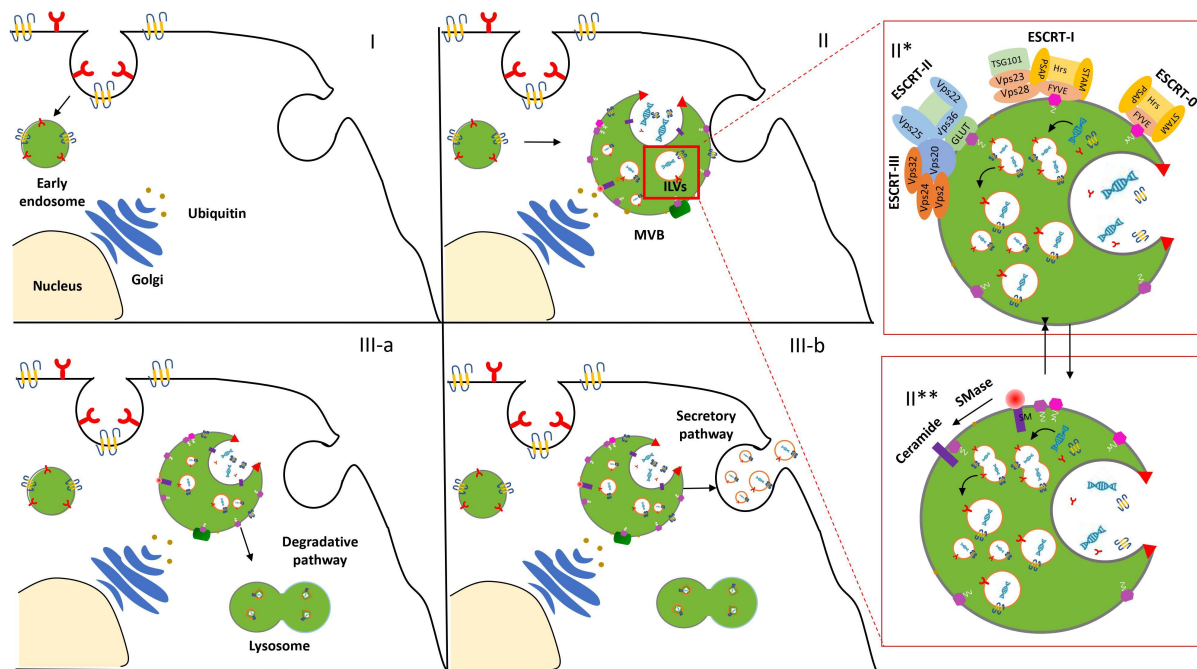 I
Early
endosome
Ubiquitin
Golgi
Nucleus
II
ILVs
MVB
II*
ESCRT-I
TSG101
Vps23
Vps28
PSAP
Hrs
STAM
FYVE
ESCRT-0
PSAP
Hrs
STAM
FYVE
ESCRT-II
Vps22
Vps36
Vps25
GLUT
ESCRT-III
Vps20
Vps32
Vps24
Vps2
III-a
Degradative
pathway
Lysosome
III-b
Secretory
pathway
II**
SMase
Ceramide
SM